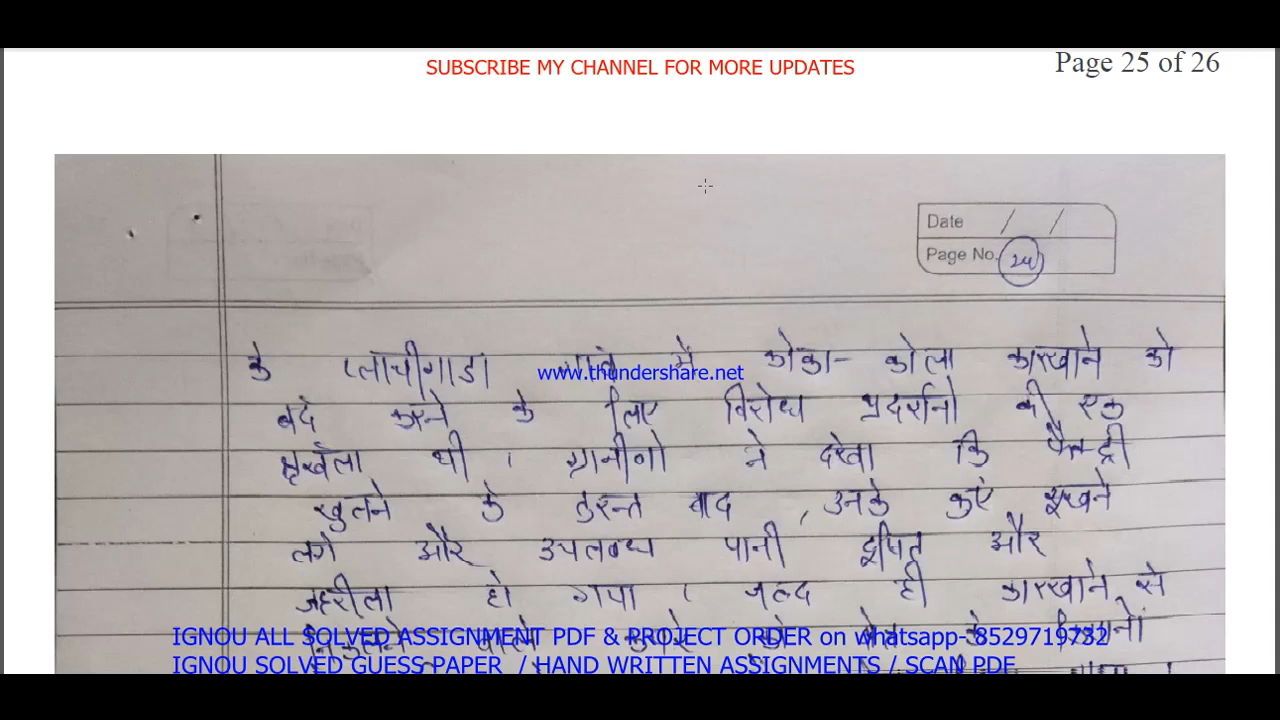 SUBSCRIBE MY CHANNEL FOR MORE UPDATES
Page 25 of 26
Date / /
Page No. 24
के प्लाचीगाडा में कोका- कोला कारखाने को
www.thundershare.net
बंद करने के लिए विरोध प्रदर्शनो की एक
श्रृखंला थी । ने देखा कि फैक्ट्री
खुलने के तुरन्त बाद , उनके कुएं सूखने
लगे और उपलब्ध पानी दूषित और
जहरीला हो गया । जल्द ही कारखाने से
निकलने वाले के
IGNOU ALL SOLVED ASSIGNMENT PDF & PROJECT ORDER on whatsapp- 8529719732
IGNOU SOLVED GUESS PAPER / HAND WRITTEN ASSIGNMENTS / SCAN PDF